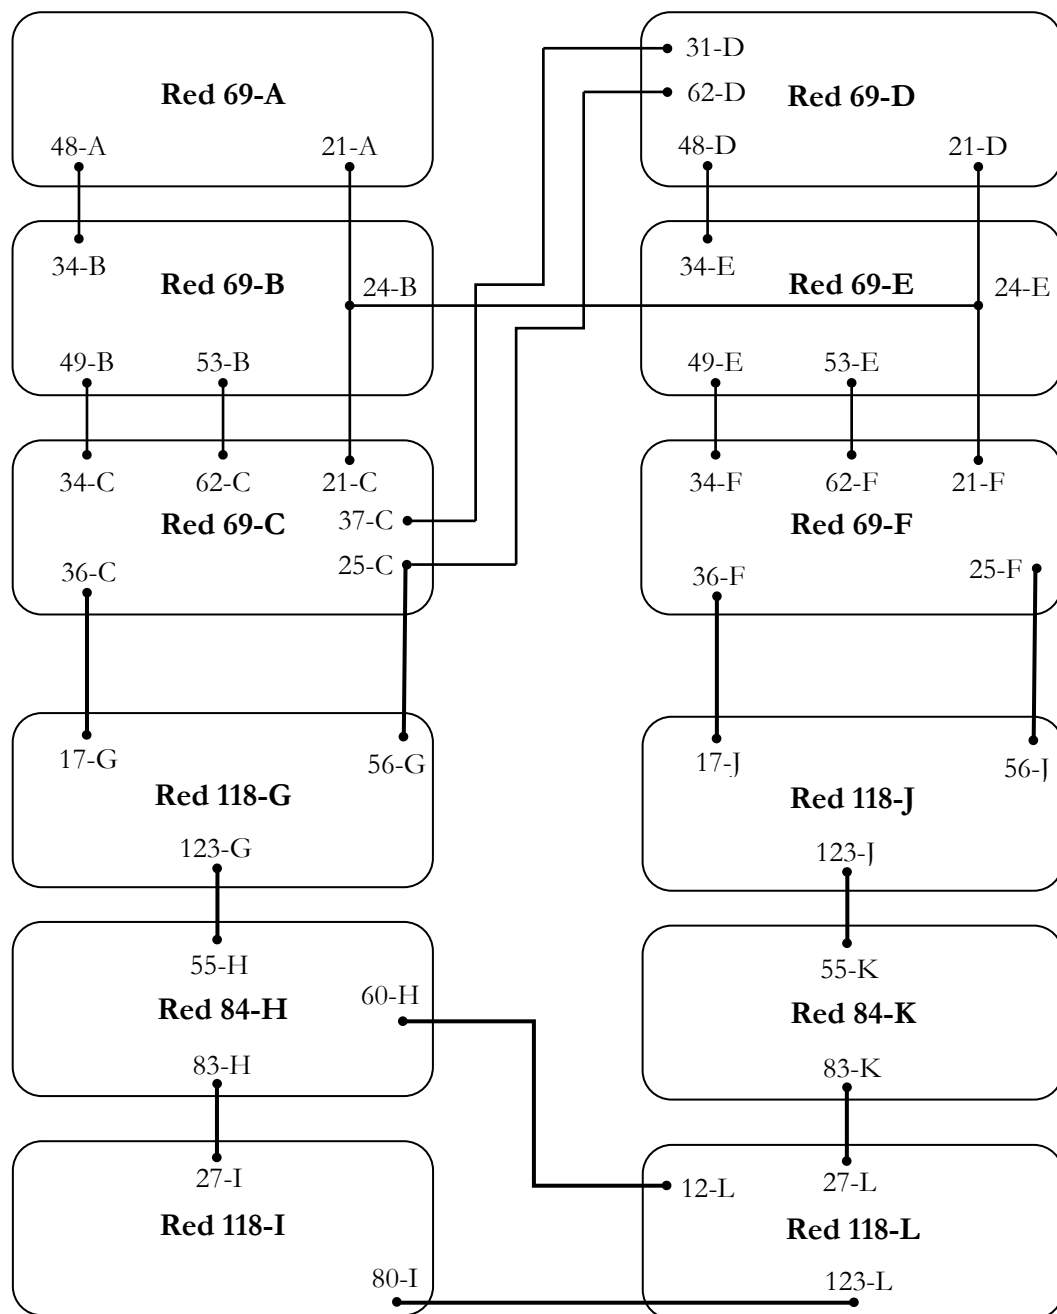 Red 69-A
48-A
21-A
31-D
62-D
Red 69-D
48-D
21-D
34-B
Red 69-B
24-B
49-B
53-B
34-E
Red 69-E
24-E
49-E
53-E
34-C
62-C
21-C
Red 69-C
37-C
25-C
36-C
34-F
62-F
21-F
Red 69-F
25-F
36-F
17-G
56-G
Red 118-G
123-G
17-J
56-J
Red 118-J
123-J
55-H
Red 84-H
60-H
83-H
55-K
Red 84-K
83-K
27-I
Red 118-I
80-I
12-L
27-L
Red 118-L
123-L